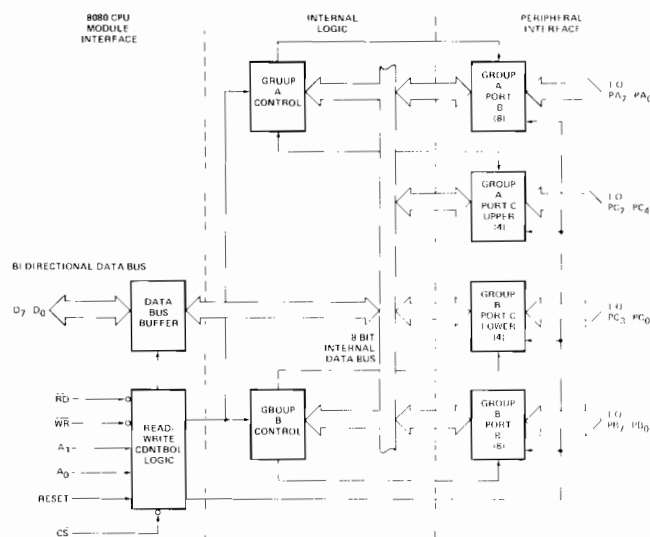 8080 CPU
MODULE
INTERFACE
INTERNAL
LOGIC
PERIPHERAL
INTERFACE
GRUUP
A
CONTROL
GROUP
A
PORT
B
(8)
I O
PA7 PA0
GROUP
A
PORT C
UPPER
(4)
I O
PC7 PC4
BI DIRECTIONAL DATA BUS
D7 D0
DATA
BUS
BUFFER
8 BIT
INTERNAL
DATA BUS
GROUP
B
PORT C
LOWER
(4)
I O
PC3 PC0
RD
WR
A1
A0
RESET
CS
READ-
WRITE
CONTROL
LOGIC
GROUP
B
CONTROL
GROUP
B
PORT
B
(8)
I O
PB7 PB0